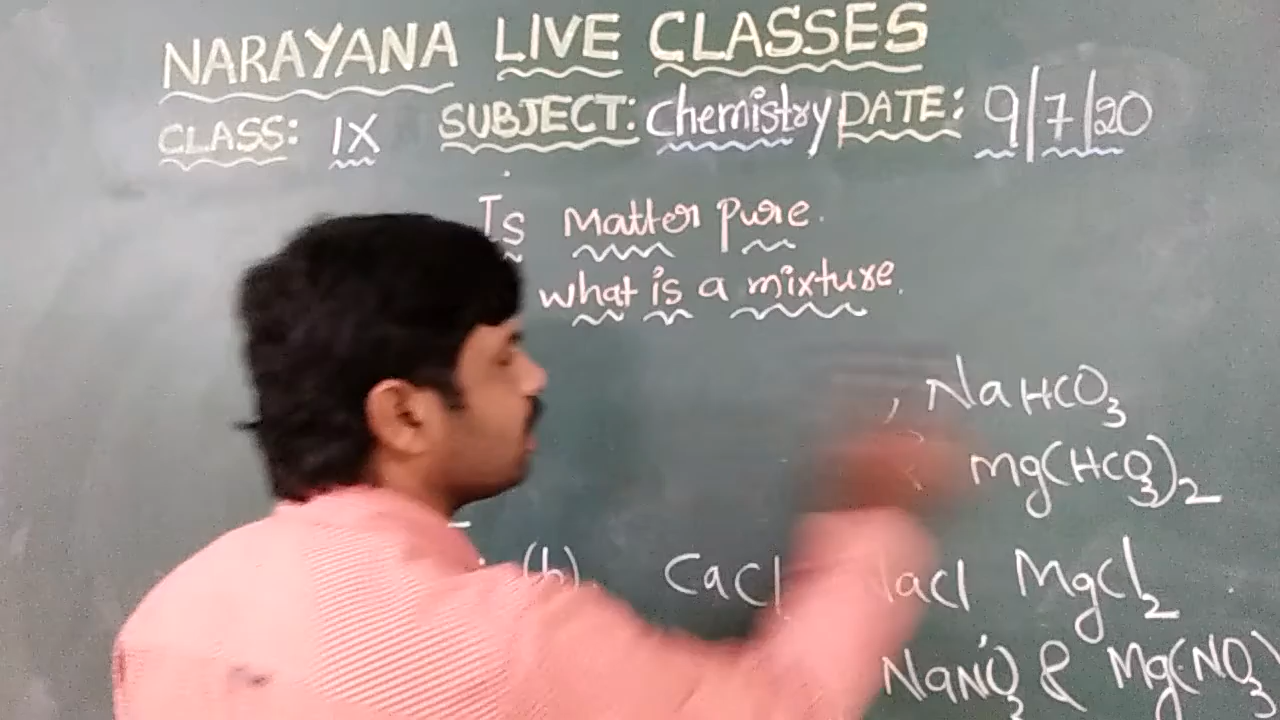 NARAYANA LIVE CLASSES
CLASS: IX SUBJECT: Chemistry DATE: 9/7/20
Is Matter pure.
what is a mixture.
, NaHCO3
Mg(HCO3)2
(b) CaCl NaCl MgCl2
NaNO3 & Mg(NO3)